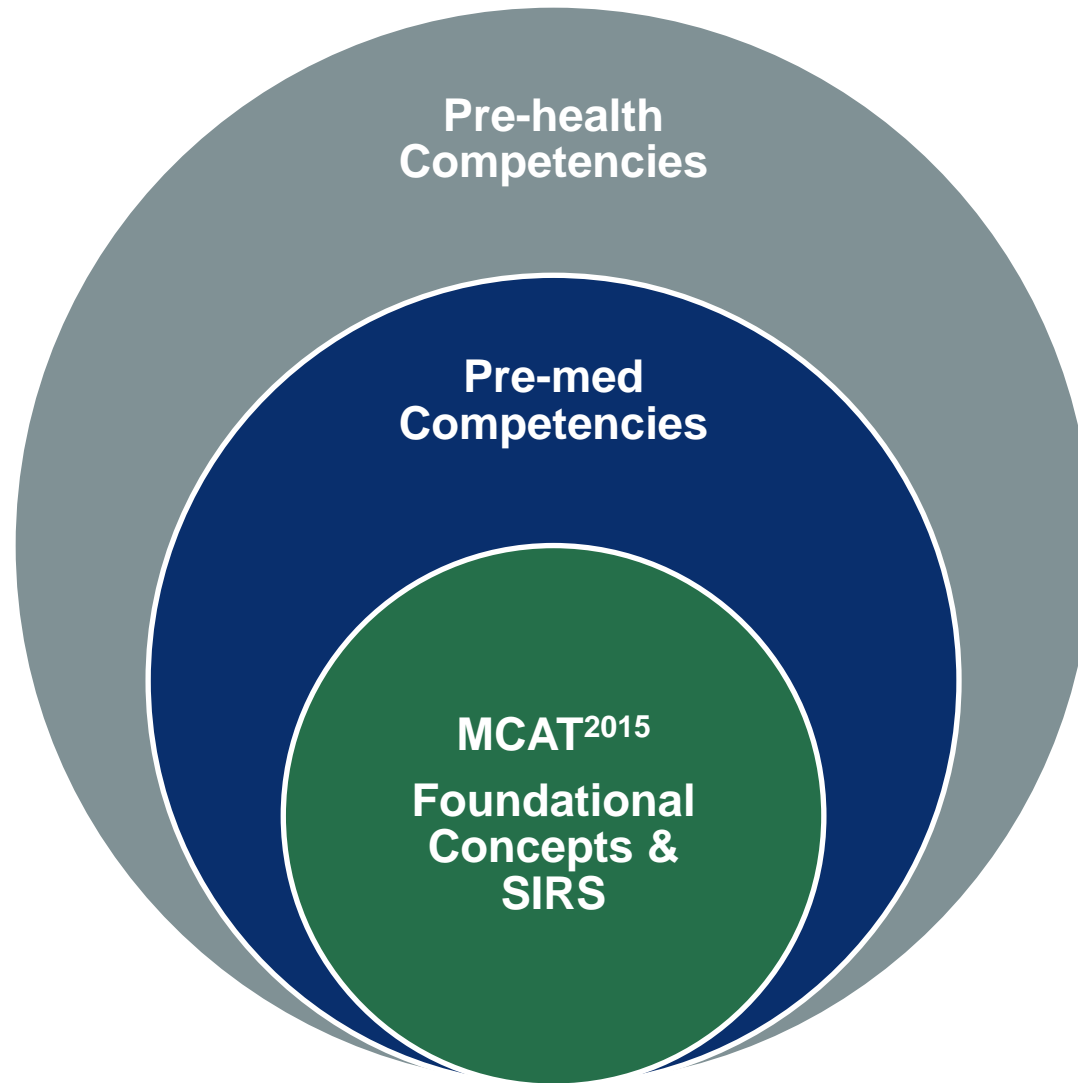 Pre-health
Competencies
Pre-med
Competencies
MCAT²⁰¹⁵
Foundational
Concepts &
SIRS